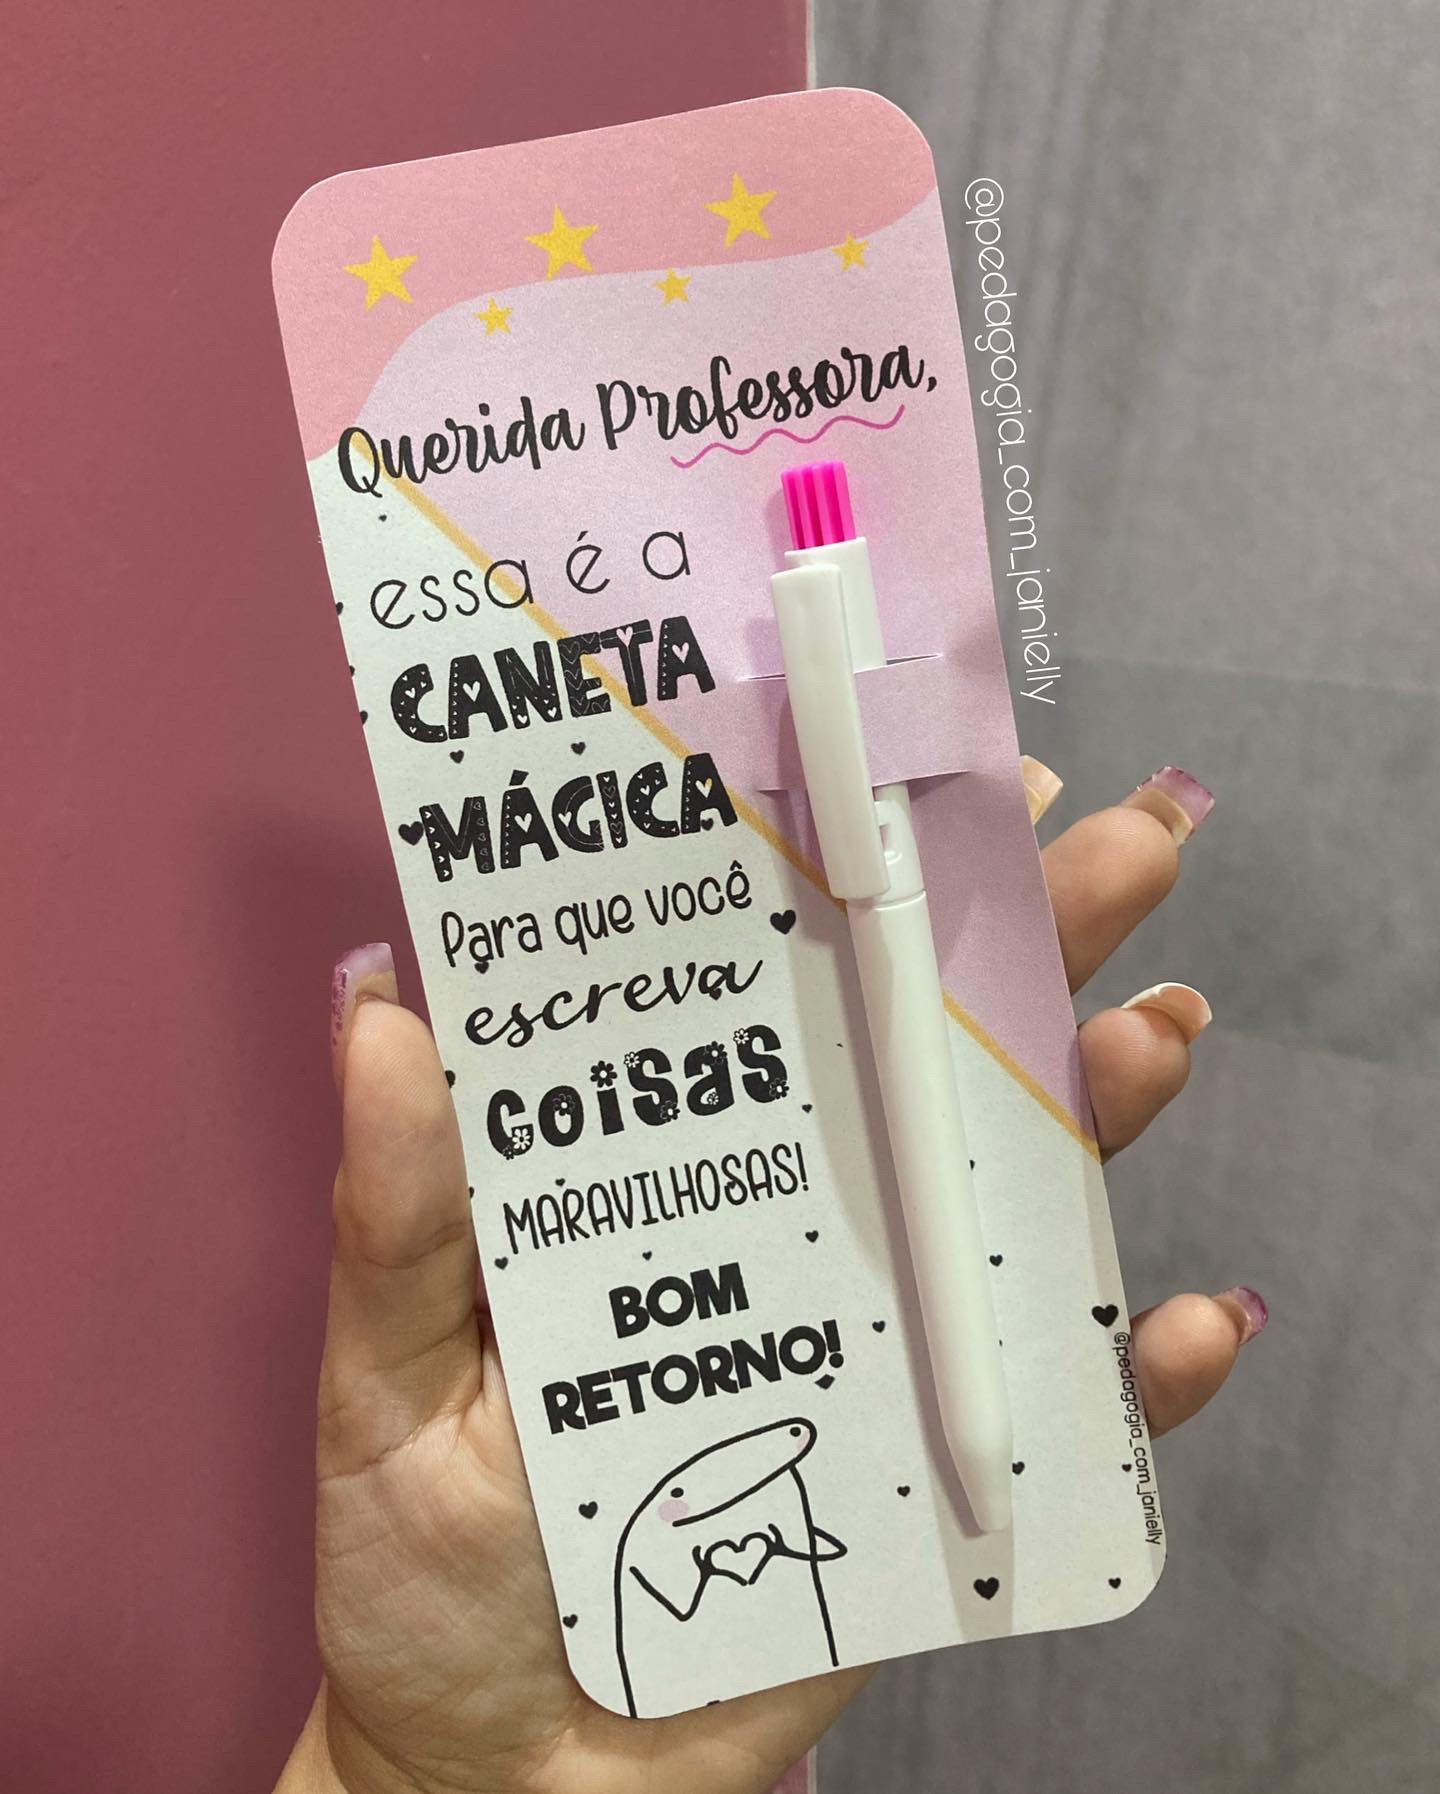 Querida Professora,
essa é a
CANETA
MÁGICA
Para que você
escreva
coisas
MARAVILHOSAS!
BOM
RETORNO!
@pedagogia_com_janielly
@pedagogia_com_janielly